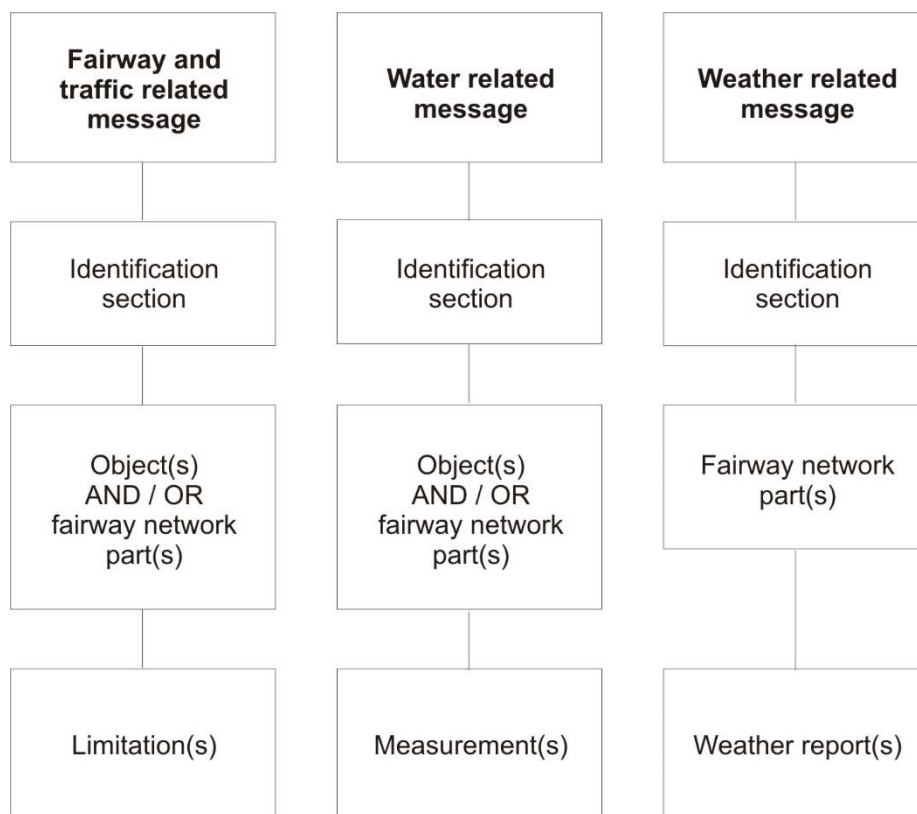 Fairway and
traffic related
message
Water related
message
Weather related
message
Identification
section
Identification
section
Identification
section
Object(s)
AND / OR
fairway network
part(s)
Object(s)
AND / OR
fairway network
part(s)
Fairway network
part(s)
Limitation(s)
Measurement(s)
Weather report(s)